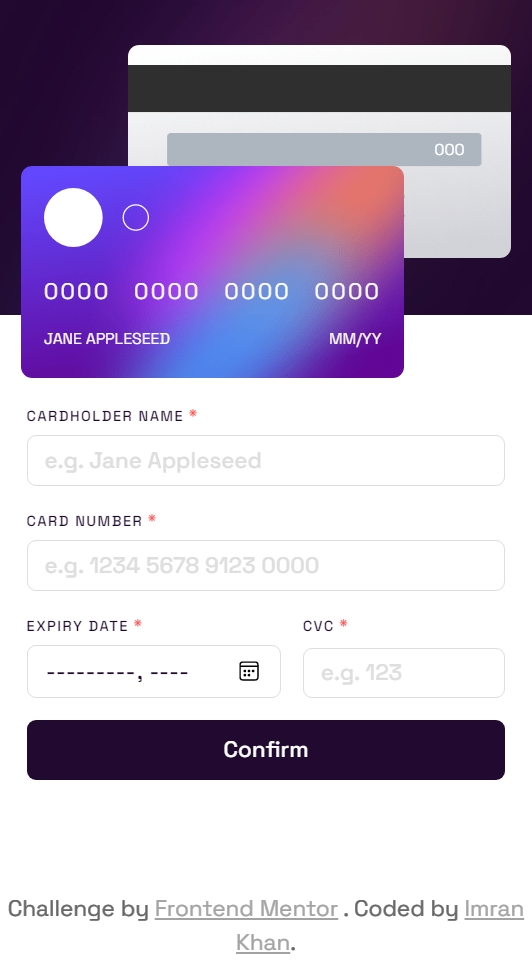 000
0000 0000 0000 0000
JANE APPLESEED MM/YY
CARDHOLDER NAME *
e.g. Jane Appleseed
CARD NUMBER *
e.g. 1234 5678 9123 0000
EXPIRY DATE * CVC *
---------, ---- e.g. 123
Confirm
Challenge by Frontend Mentor . Coded by Imran
Khan.